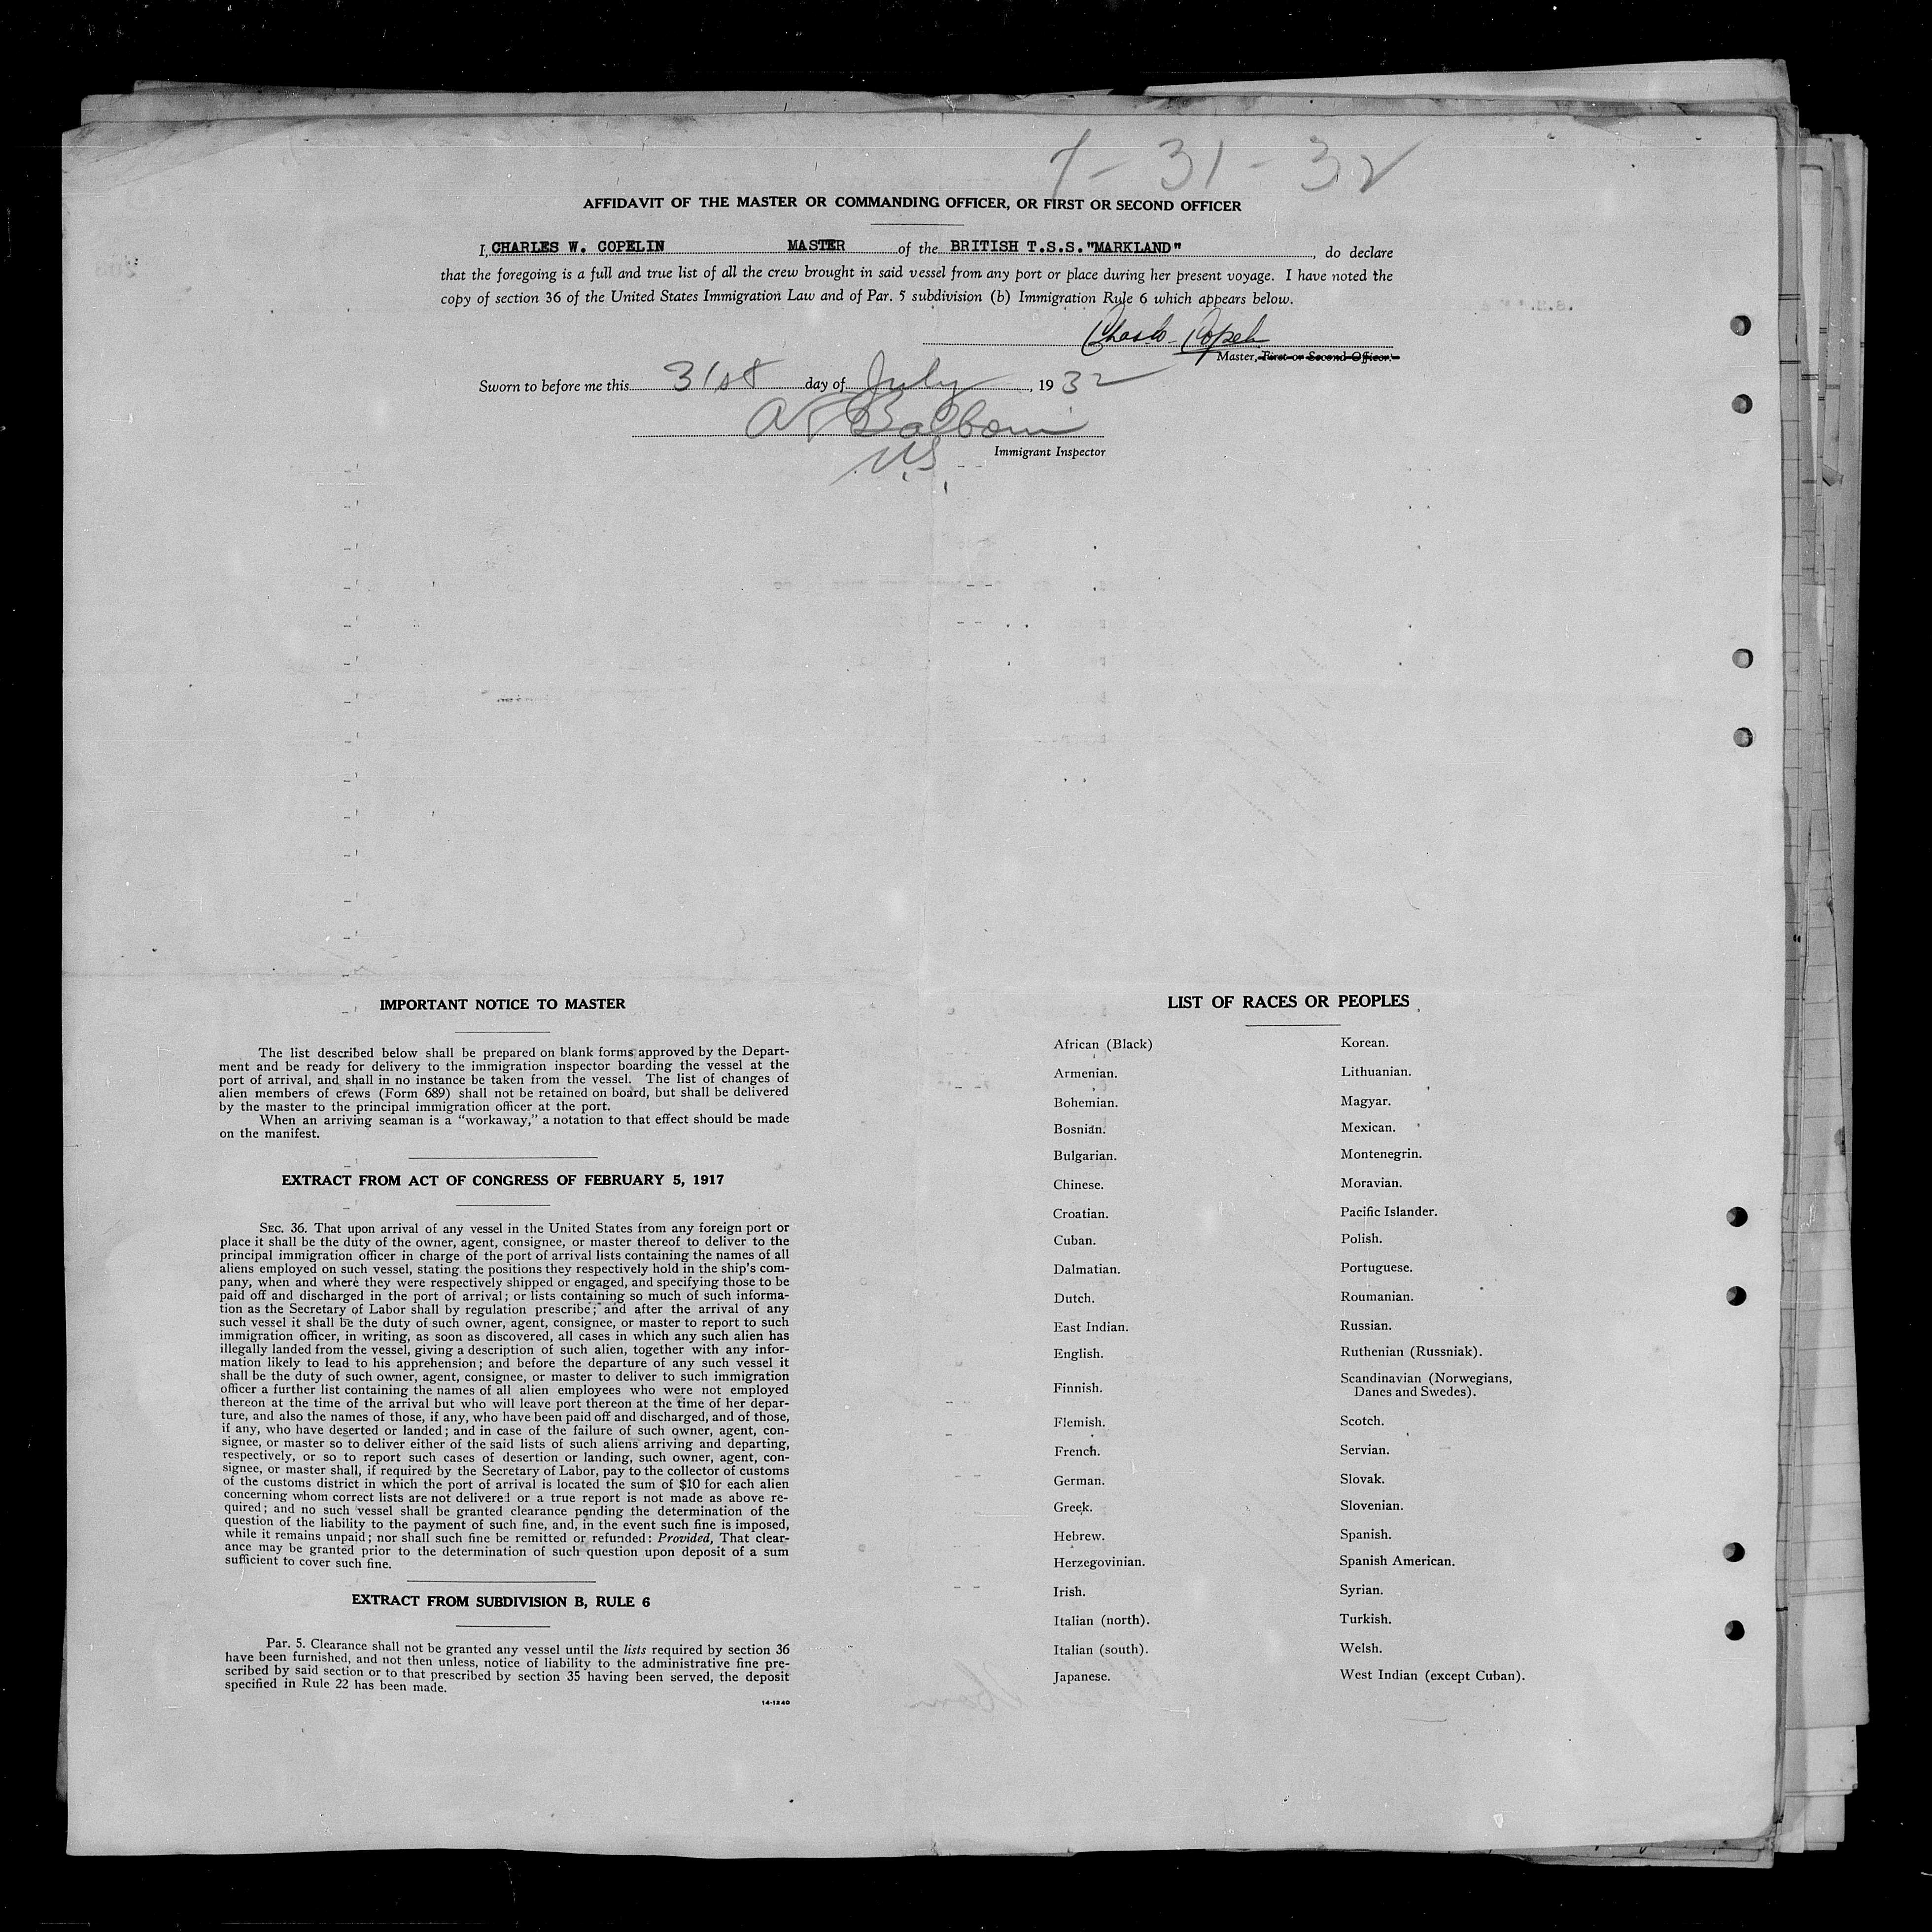 7-31-32
AFFIDAVIT OF THE MASTER OR COMMANDING OFFICER, OR FIRST OR SECOND OFFICER
I, CHARLES W. COPELIN MASTER of the BRITISH T.S.S."MARKLAND", do declare
that the foregoing is a full and true list of all the crew brought in said vessel from any port or place during her present voyage. I have noted the
copy of section 36 of the United States Immigration Law and of Par. 5 subdivision (b) Immigration Rule 6 which appears below.
Master, First or Second Officer.
Sworn to before me this 31st day of July, 1932
U.S.
Immigrant Inspector
IMPORTANT NOTICE TO MASTER
The list described below shall be prepared on blank forms approved by the Depart-
ment and be ready for delivery to the immigration inspector boarding the vessel at the
port of arrival, and shall in no instance be taken from the vessel. The list of changes of
alien members of crews (Form 689) shall not be retained on board, but shall be delivered
by the master to the principal immigration officer at the port.
When an arriving seaman is a "workaway," a notation to that effect should be made
on the manifest.
EXTRACT FROM ACT OF CONGRESS OF FEBRUARY 5, 1917
SEC. 36. That upon arrival of any vessel in the United States from any foreign port or
place it shall be the duty of the owner, agent, consignee, or master thereof to deliver to the
principal immigration officer in charge of the port of arrival lists containing the names of all
aliens employed on such vessel, stating the positions they respectively hold in the ship's com-
pany, when and where they were respectively shipped or engaged, and specifying those to be
paid off and discharged in the port of arrival; or lists containing so much of such informa-
tion as the Secretary of Labor shall by regulation prescribe; and after the arrival of any
such vessel it shall be the duty of such owner, agent, consignee, or master to report to such
immigration officer, in writing, as soon as discovered, all cases in which any such alien has
illegally landed from the vessel, giving a description of such alien, together with any infor-
mation likely to lead to his apprehension; and before the departure of any such vessel it
shall be the duty of such owner, agent, consignee, or master to deliver to such immigration
officer a further list containing the names of all alien employees who were not employed
thereon at the time of the arrival but who will leave port thereon at the time of her depar-
ture, and also the names of those, if any, who have been paid off and discharged, and of those,
if any, who have deserted or landed; and in case of the failure of such owner, agent, con-
signee, or master so to deliver either of the said lists of such aliens arriving and departing,
respectively, or so to report such cases of desertion or landing, such owner, agent, con-
signee, or master shall, if required by the Secretary of Labor, pay to the collector of customs
of the customs district in which the port of arrival is located the sum of $10 for each alien
concerning whom correct lists are not delivered or a true report is not made as above re-
quired; and no such vessel shall be granted clearance pending the determination of the
question of the liability to the payment of such fine, and, in the event such fine is imposed,
while it remains unpaid; nor shall such fine be remitted or refunded: Provided, That clear-
ance may be granted prior to the determination of such question upon deposit of a sum
sufficient to cover such fine.
EXTRACT FROM SUBDIVISION B, RULE 6
Par. 5. Clearance shall not be granted any vessel until the lists required by section 36
have been furnished, and not then unless, notice of liability to the administrative fine pre-
scribed by said section or to that prescribed by section 35 having been served, the deposit
specified in Rule 22 has been made.
14-1240
LIST OF RACES OR PEOPLES
African (Black)
Armenian.
Bohemian.
Bosnian.
Bulgarian.
Chinese.
Croatian.
Cuban.
Dalmatian.
Dutch.
East Indian.
English.
Finnish.
Flemish.
French.
German.
Greek.
Hebrew.
Herzegovinian.
Irish.
Italian (north).
Italian (south).
Japanese.
Korean.
Lithuanian.
Magyar.
Mexican.
Montenegrin.
Moravian.
Pacific Islander.
Polish.
Portuguese.
Roumanian.
Russian.
Ruthenian (Russniak).
Scandinavian (Norwegians,
Danes and Swedes).
Scotch.
Servian.
Slovak.
Slovenian.
Spanish.
Spanish American.
Syrian.
Turkish.
Welsh.
West Indian (except Cuban).